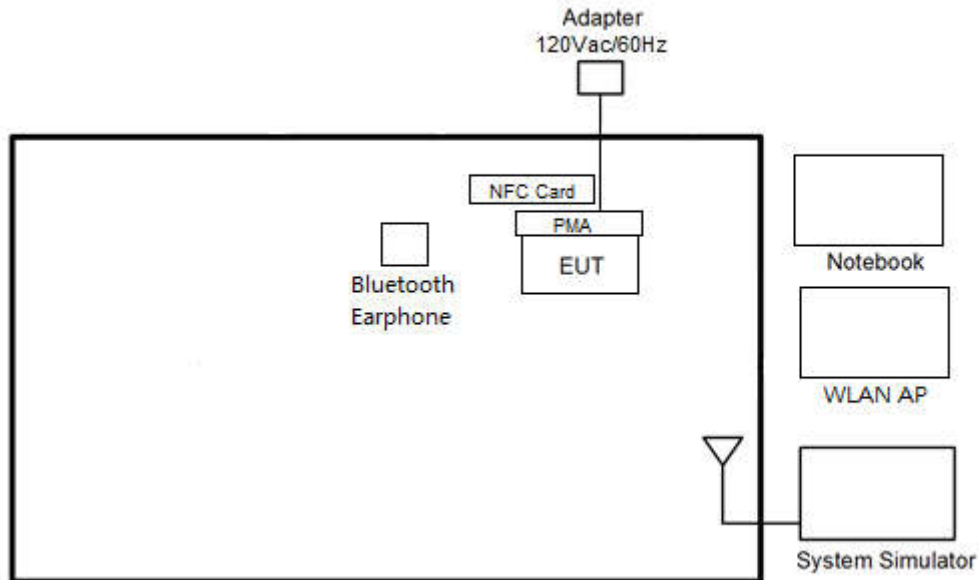 Adapter
120Vac/60Hz
NFC Card
PMA
EUT
Bluetooth
Earphone
Notebook
WLAN AP
System Simulator